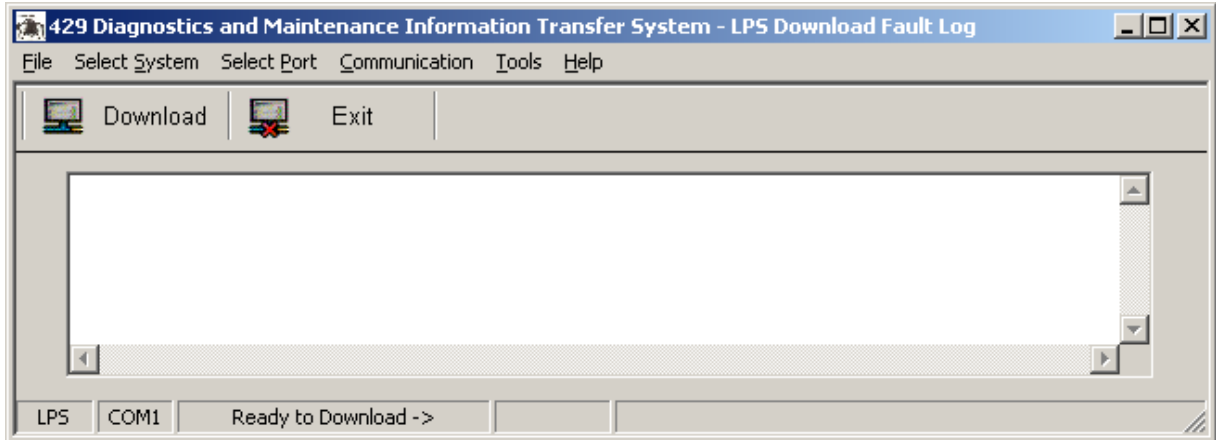 429 Diagnostics and Maintenance Information Transfer System - LPS Download Fault Log
File Select System Select Port Communication Tools Help
Download Exit
LPS COM1 Ready to Download ->